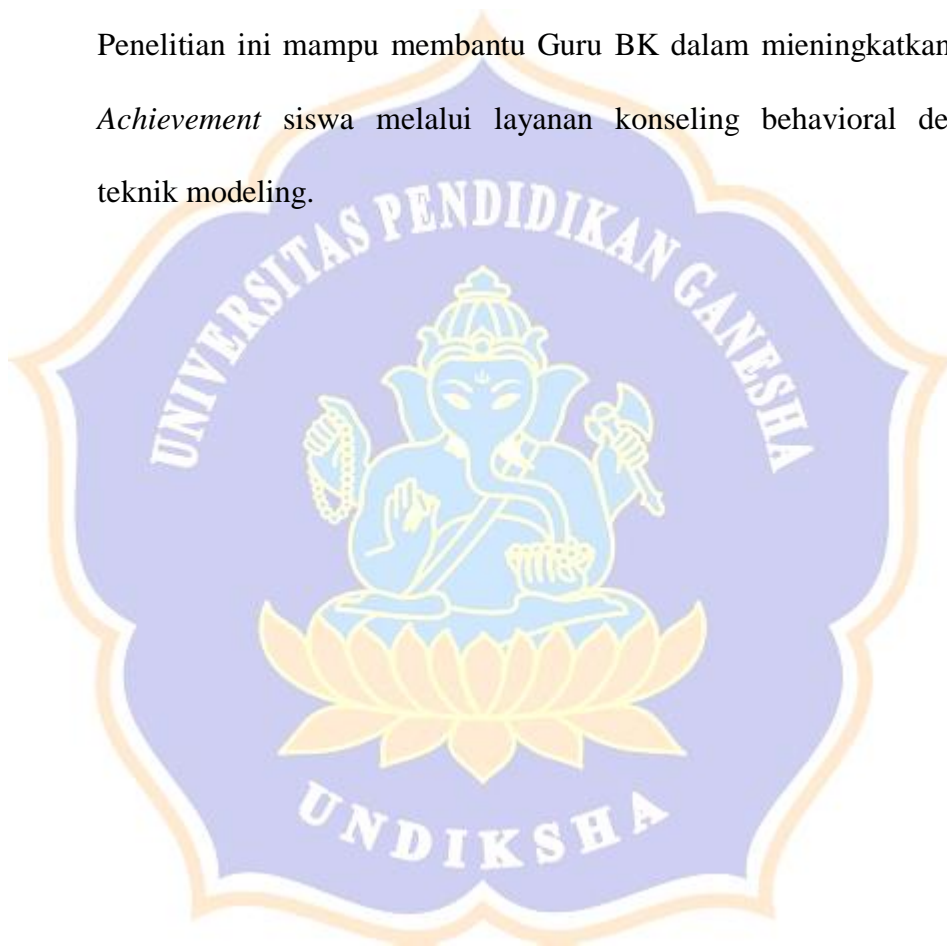 Penelitian ini mampu membantu Guru BK dalam mieningkatkan
Achievement siswa melalui layanan konseling behavioral de
teknik modeling.
UNIVERSITAS PENDIDIKAN GANESHA
UNDIKSHA